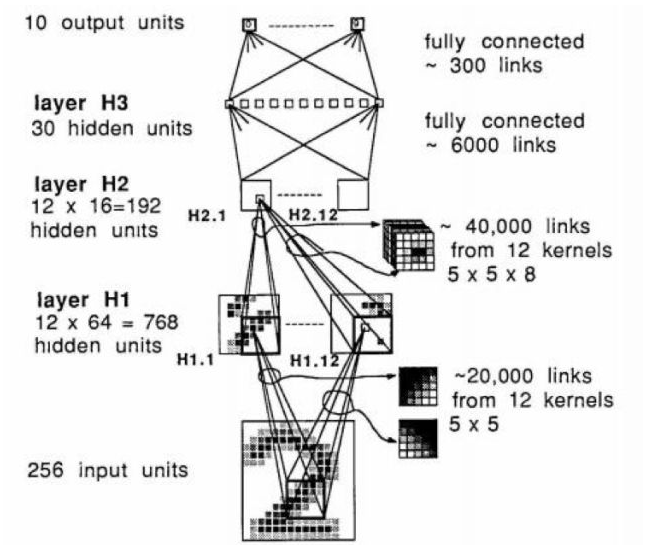 10 output units
fully connected
~ 300 links
layer H3
30 hidden units
fully connected
~ 6000 links
layer H2
12 x 16=192
hidden units
H2.1
H2.12
~ 40,000 links
from 12 kernels
5 x 5 x 8
layer H1
12 x 64 = 768
hidden units
H1.1
H1.12
~20,000 links
from 12 kernels
5 x 5
256 input units